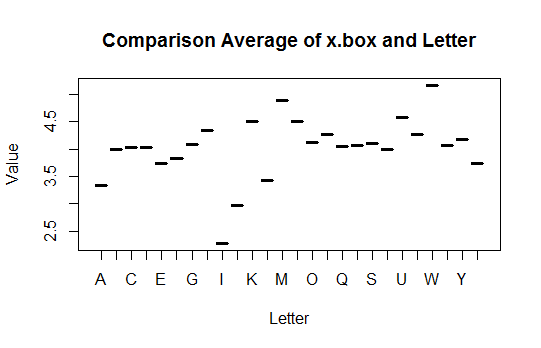 Comparison Average of x.box and Letter
Value
4.5
3.5
2.5
A C E G I K M O Q S U W Y
Letter